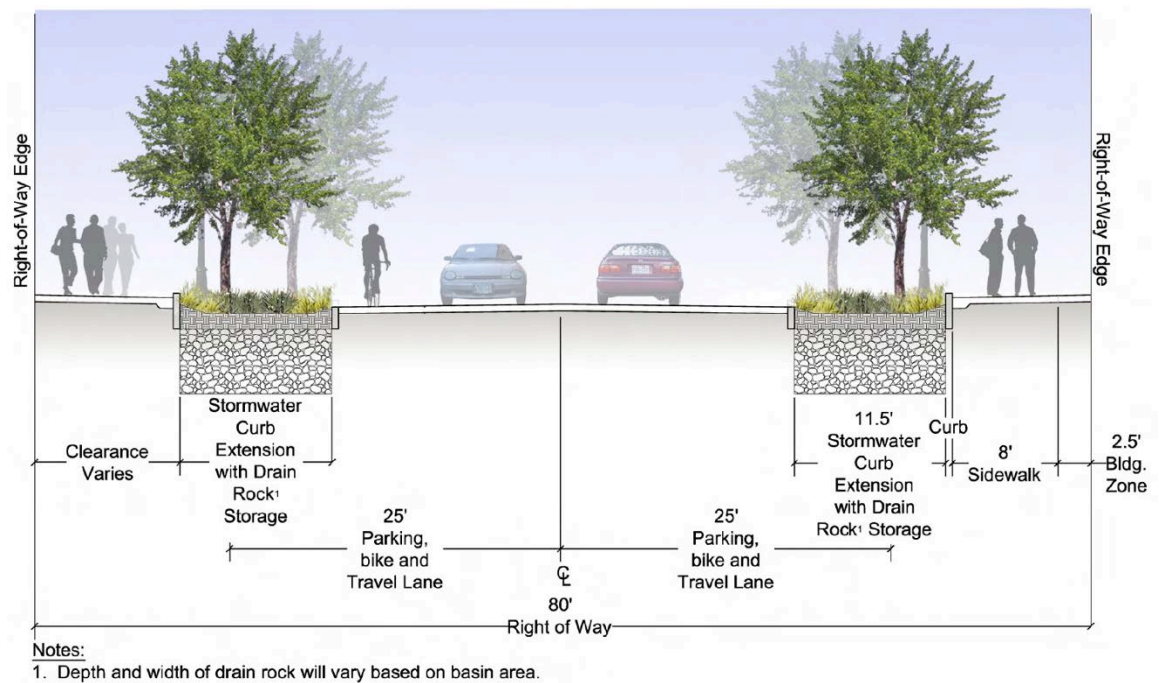 Right-of-Way Edge
Right-of-Way Edge
Clearance
Varies
Stormwater
Curb
Extension
with Drain
Rock¹
Storage
25'
Parking,
bike and
Travel Lane
℄
25'
Parking,
bike and
Travel Lane
11.5'
Stormwater
Curb
Extension
with Drain
Rock¹ Storage
Curb
8'
Sidewalk
2.5'
Bldg.
Zone
80'
Right of Way
Notes:
1. Depth and width of drain rock will vary based on basin area.